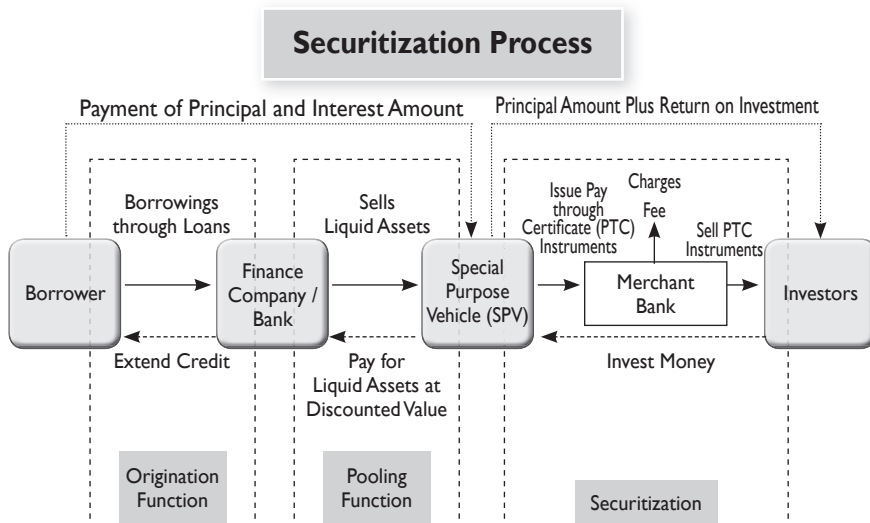 Securitization Process
Payment of Principal and Interest Amount
Principal Amount Plus Return on Investment
Borrowings
through Loans
Sells
Liquid Assets
Issue Pay
through
Certificate (PTC)
Instruments
Charges
Fee
Sell PTC
Instruments
Borrower
Finance
Company /
Bank
Special
Purpose
Vehicle (SPV)
Merchant
Bank
Investors
Extend Credit
Pay for
Liquid Assets at
Discounted Value
Invest Money
Origination
Function
Pooling
Function
Securitization